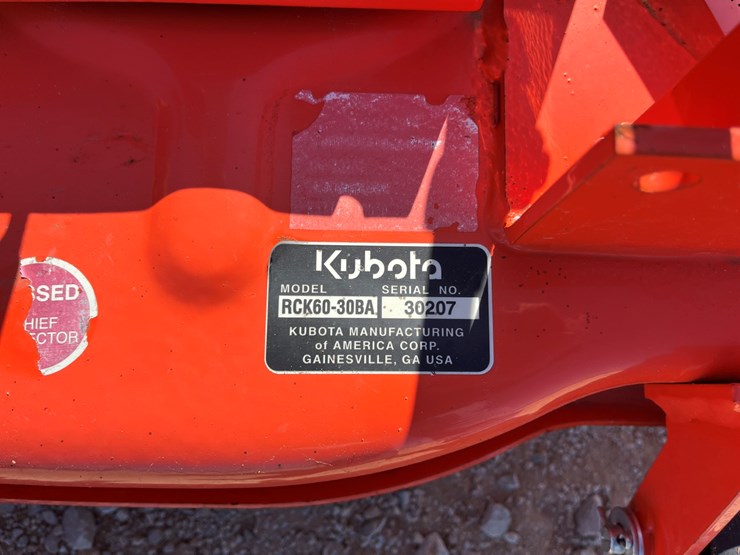 Kubota
MODEL SERIAL NO.
RCK60-30BA 30207
KUBOTA MANUFACTURING
of AMERICA CORP.
GAINESVILLE, GA USA
SSED
HIEF
ECTOR